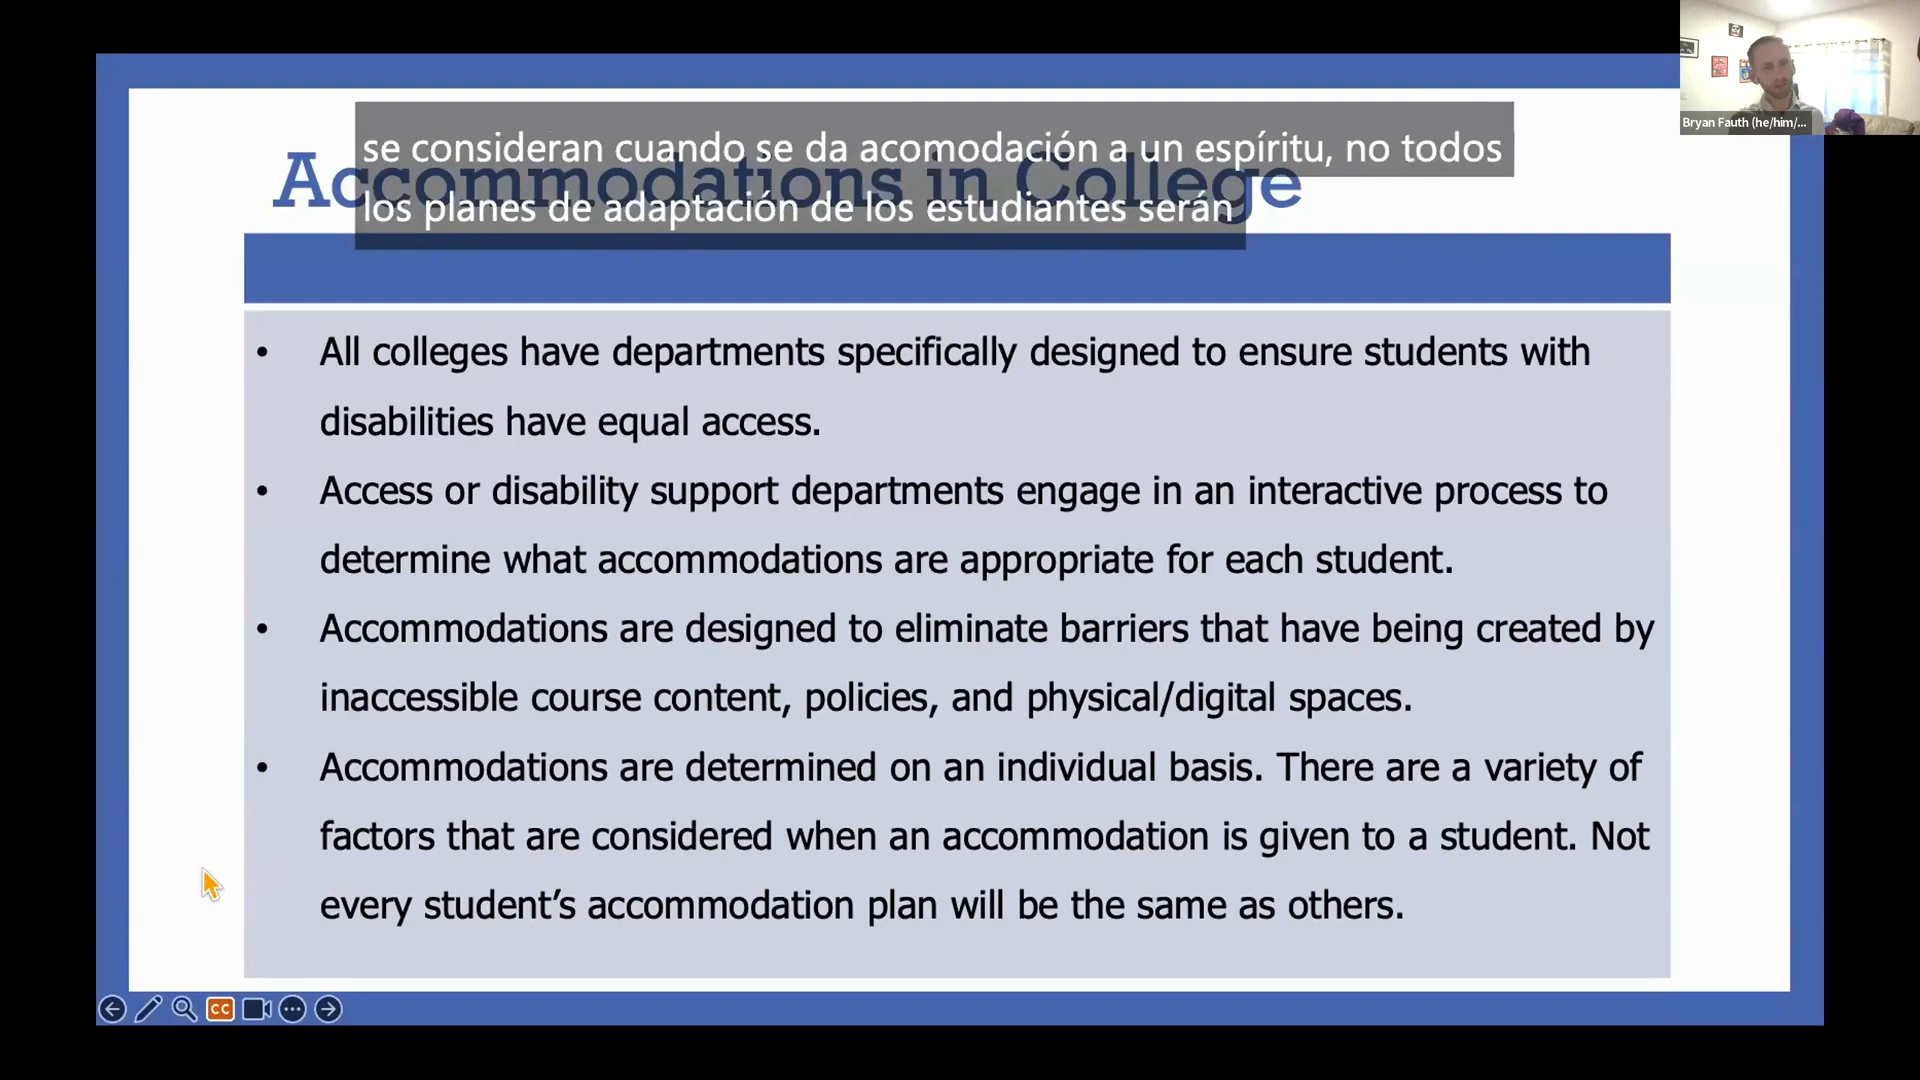 se consideran cuando se da acomodación a un espíritu, no todos
los planes de adaptación de los estudiantes serán
Accommodations in College
All colleges have departments specifically designed to ensure students with
disabilities have equal access.
Access or disability support departments engage in an interactive process to
determine what accommodations are appropriate for each student.
Accommodations are designed to eliminate barriers that have being created by
inaccessible course content, policies, and physical/digital spaces.
Accommodations are determined on an individual basis. There are a variety of
factors that are considered when an accommodation is given to a student. Not
every student’s accommodation plan will be the same as others.
Bryan Fauth (he/him/...
CC